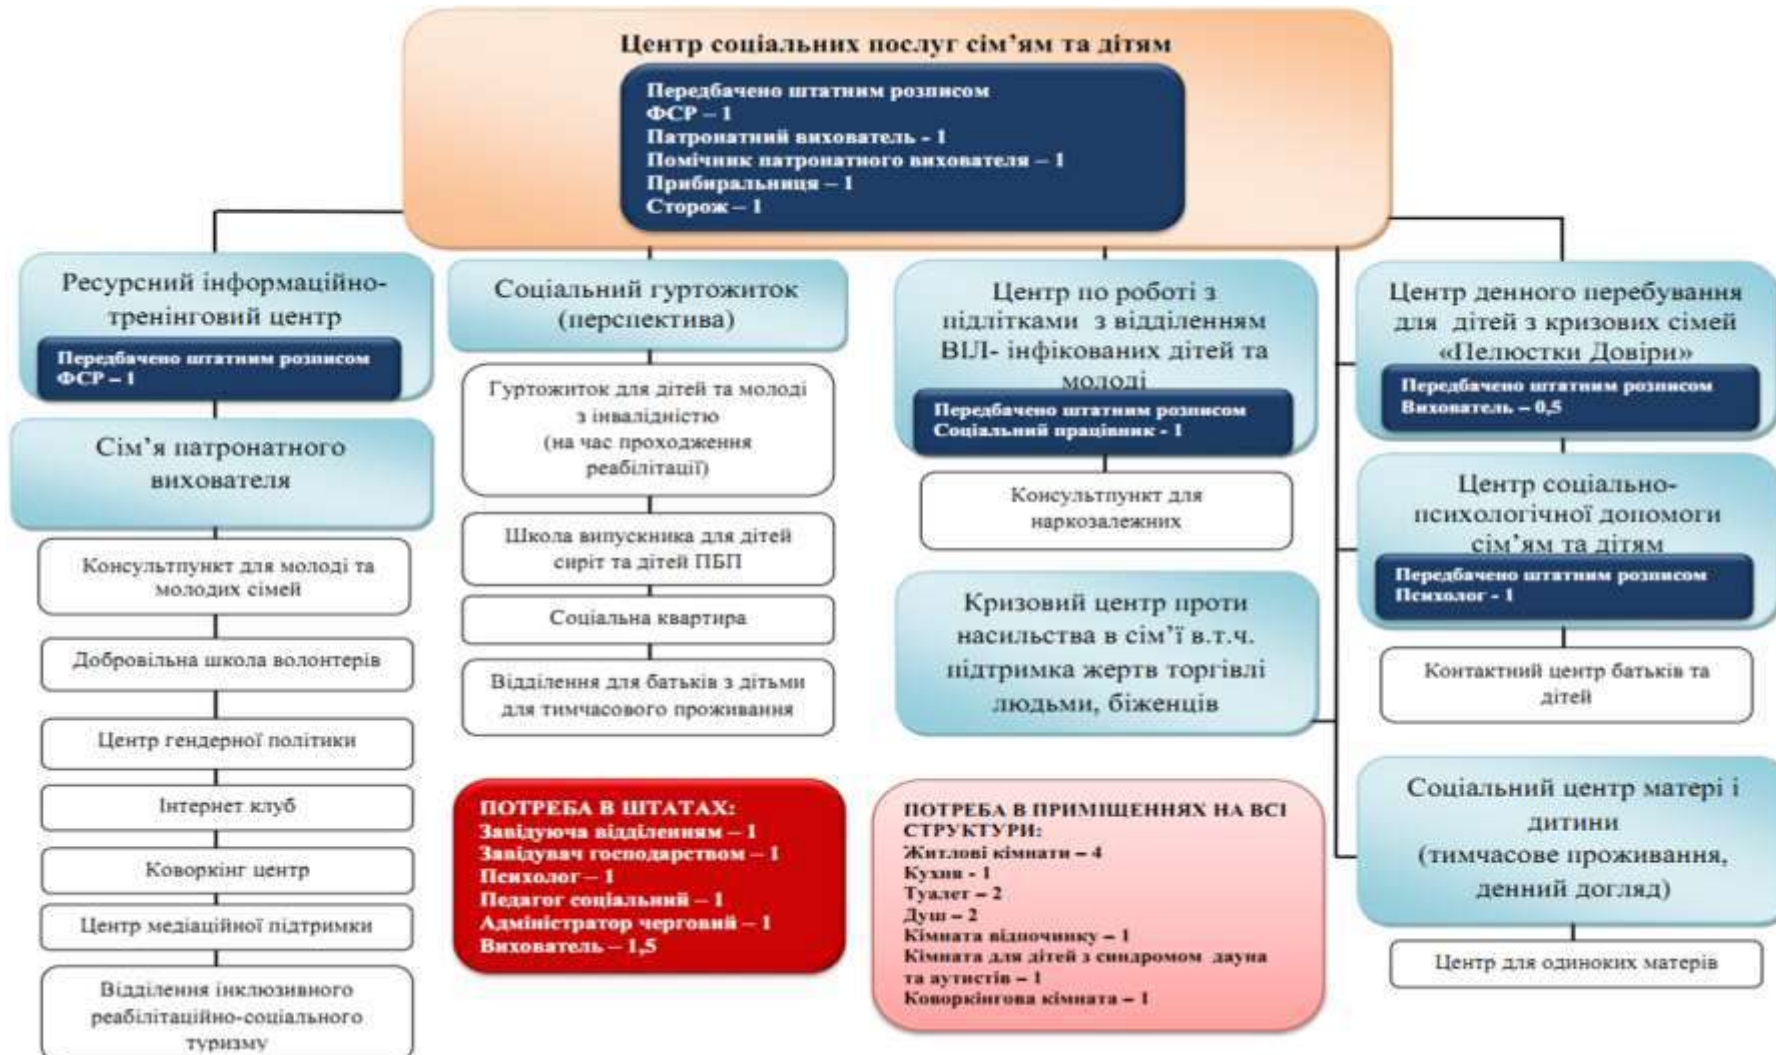 Центр соціальних послуг сім’ям та дітям
Передбачено штатним розписом
ФСР – 1
Патронатний вихователь - 1
Помічник патронатного вихователя – 1
Прибиральниця – 1
Сторож – 1
Ресурсний інформаційно-
тренінговий центр
Передбачено штатним розписом
ФСР – 1
Сім’я патронатного
вихователя
Консультпункт для молоді та
молодих сімей
Добровільна школа волонтерів
Центр гендерної політики
Інтернет клуб
Коворкінг центр
Центр медіаційної підтримки
Відділення інклюзивного
реабілітаційно-соціального
туризму
Соціальний гуртожиток
(перспектива)
Гуртожиток для дітей та молоді
з інвалідністю
(на час проходження
реабілітації)
Школа випускника для дітей
сиріт та дітей ПБП
Соціальна квартира
Відділення для батьків з дітьми
для тимчасового проживання
ПОТРЕБА В ШТАТАХ:
Завідуюча відділенням – 1
Завідувач господарством – 1
Психолог – 1
Педагог соціальний – 1
Адміністратор черговий – 1
Вихователь – 1,5
Центр по роботі з
підлітками з відділенням
ВІЛ- інфікованих дітей та
молоді
Передбачено штатним розписом
Соціальний працівник - 1
Консультпункт для
наркозалежних
Кризовий центр проти
насильства в сім’ї в.т.ч.
підтримка жертв торгівлі
людьми, біженців
ПОТРЕБА В ПРИМІЩЕННЯХ НА ВСІ
СТРУКТУРИ:
Житлові кімнати – 4
Кухня - 1
Туалет – 2
Душ – 2
Кімната відпочинку – 1
Кімната для дітей з синдромом дауна
та аутистів – 1
Коворкінгова кімната – 1
Центр денного перебування
для дітей з кризових сімей
«Пелюстки Довіри»
Передбачено штатним розписом
Вихователь – 0,5
Центр соціально-
психологічної допомоги
сім’ям та дітям
Передбачено штатним розписом
Психолог - 1
Контактний центр батьків та
дітей
Соціальний центр матері і
дитини
(тимчасове проживання,
денний догляд)
Центр для одиноких матерів